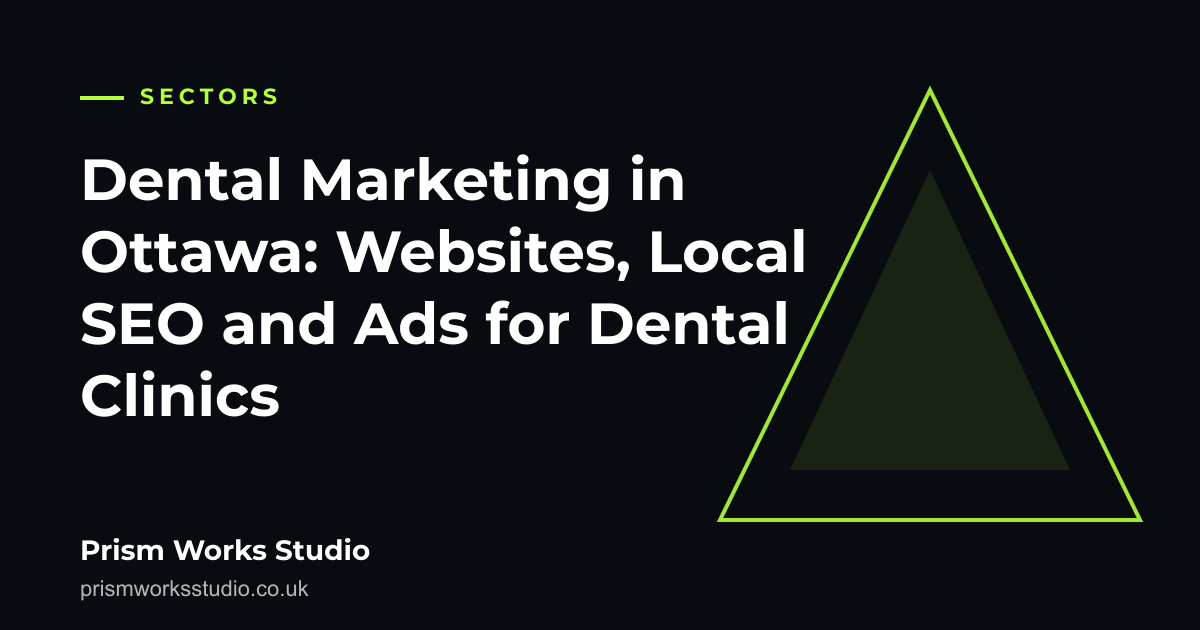 SECTORS
Dental Marketing in
Ottawa: Websites, Local
SEO and Ads for Dental
Clinics
Prism Works Studio
prismworksstudio.co.uk